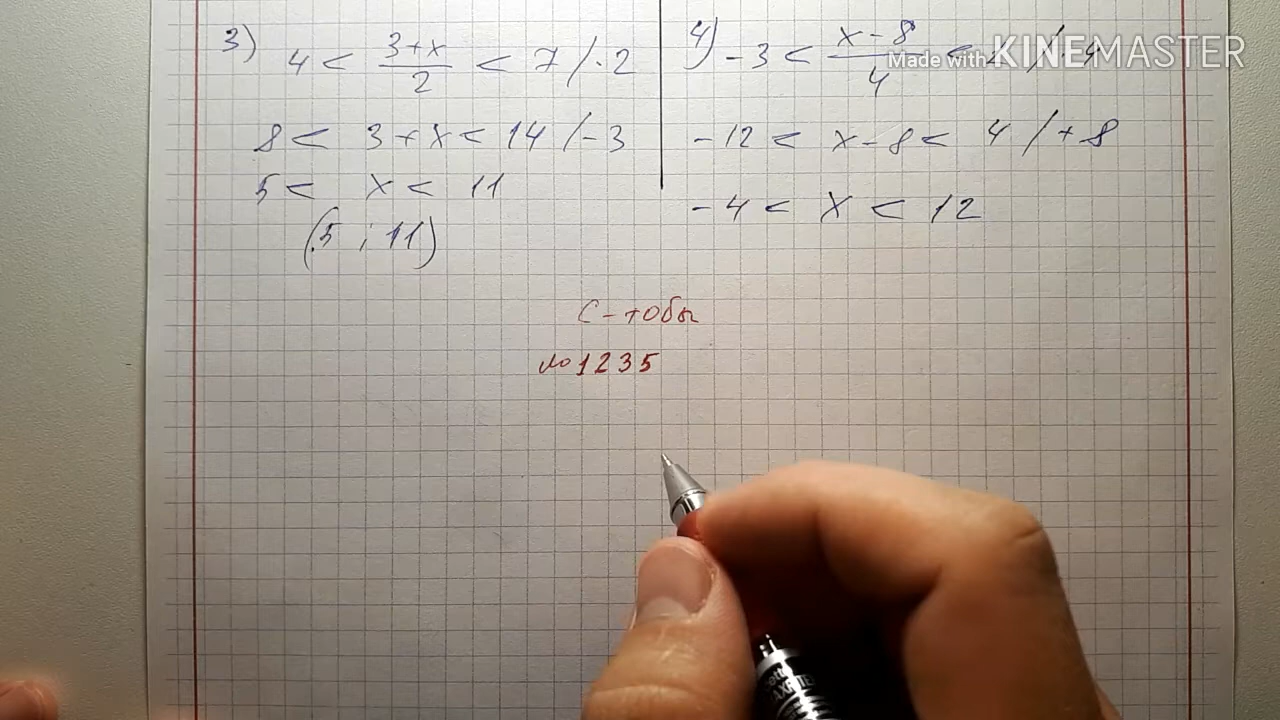 3) 4 < (3+x)/2 < 7 / ·2
8 < 3+x < 14 / -3
5 < x < 11
(5 ; 11)
4) -3 < (x-8)/4 <
-12 < x-8 < 4 / +8
-4 < x < 12
Made with KINEMASTER
С-тобы
№1235